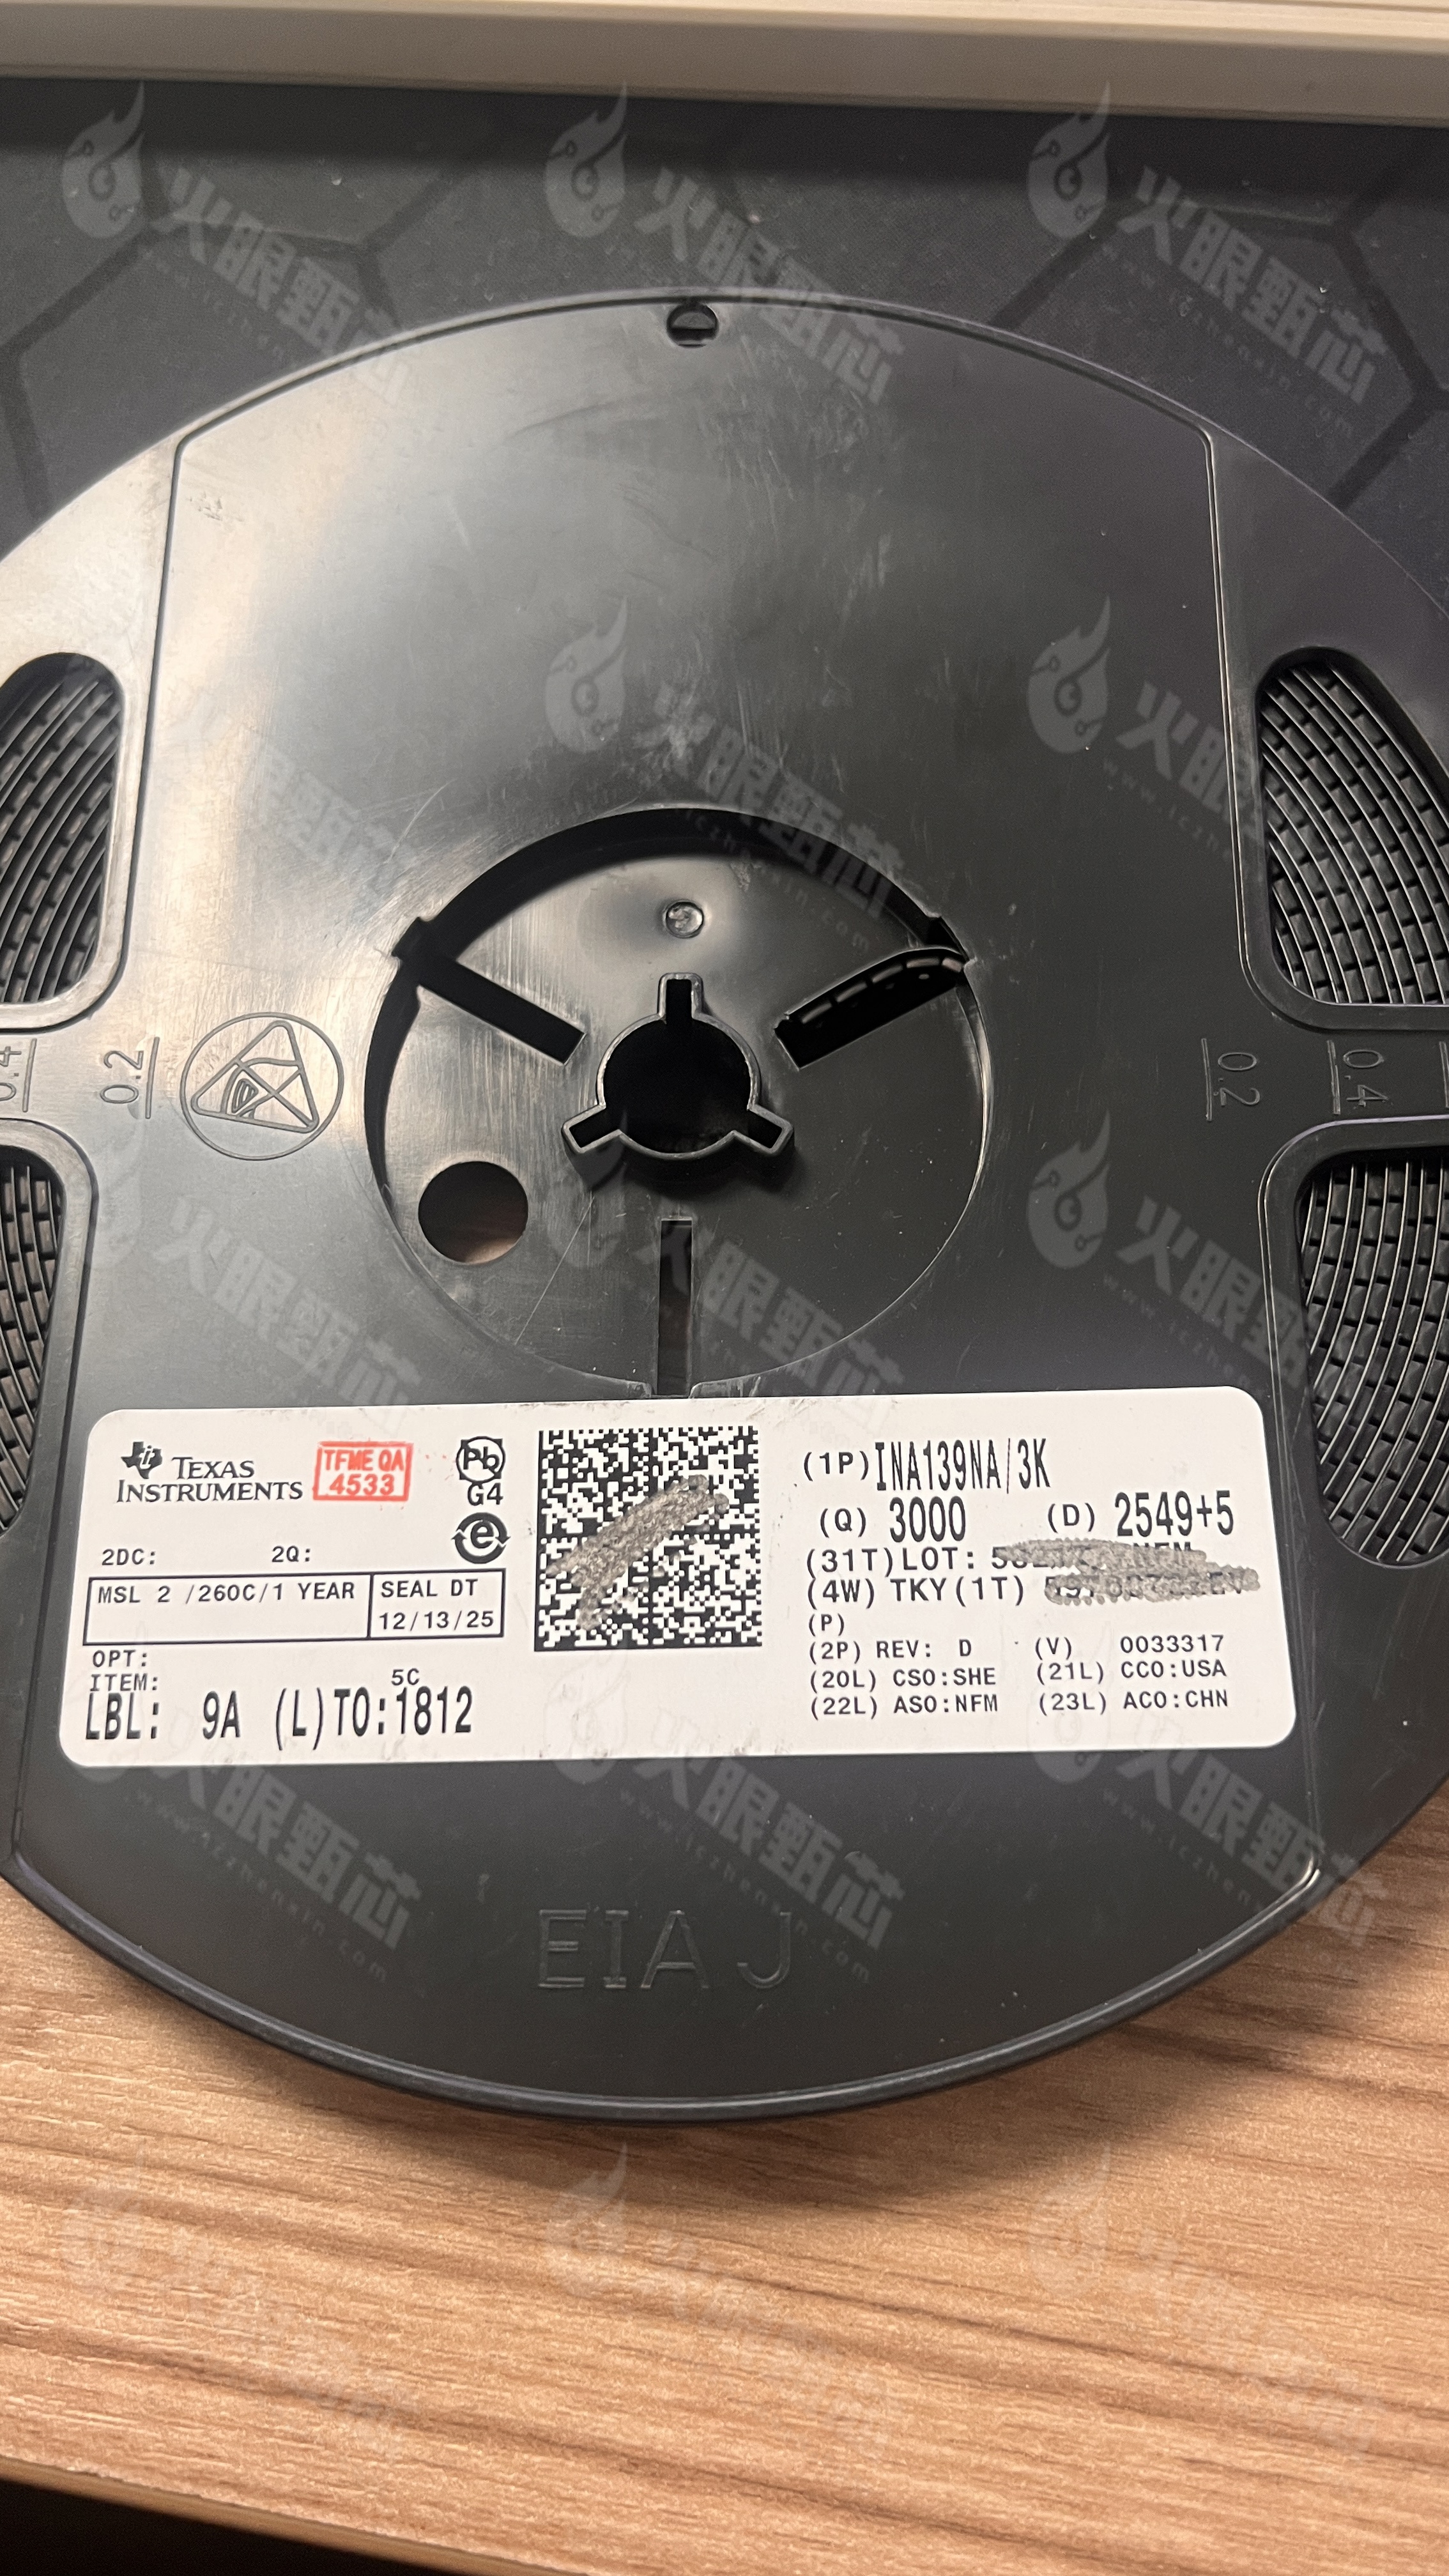 火眼甄芯
www.iczhenxin.com
0.4
0.2
0.2
0.4
TEXAS
INSTRUMENTS
TFME QA
4533
Pb
G4
e
2DC: 2Q:
MSL 2 /260C/1 YEAR
SEAL DT
12/13/25
OPT:
ITEM:
5C
LBL: 9A (L)TO:1812
(1P)INA139NA/3K
(Q) 3000 (D) 2549+5
(31T)LOT:
(4W) TKY(1T)
(P)
(2P) REV: D (V) 0033317
(20L) CSO:SHE (21L) CCO:USA
(22L) ASO:NFM (23L) ACO:CHN
EIAJ